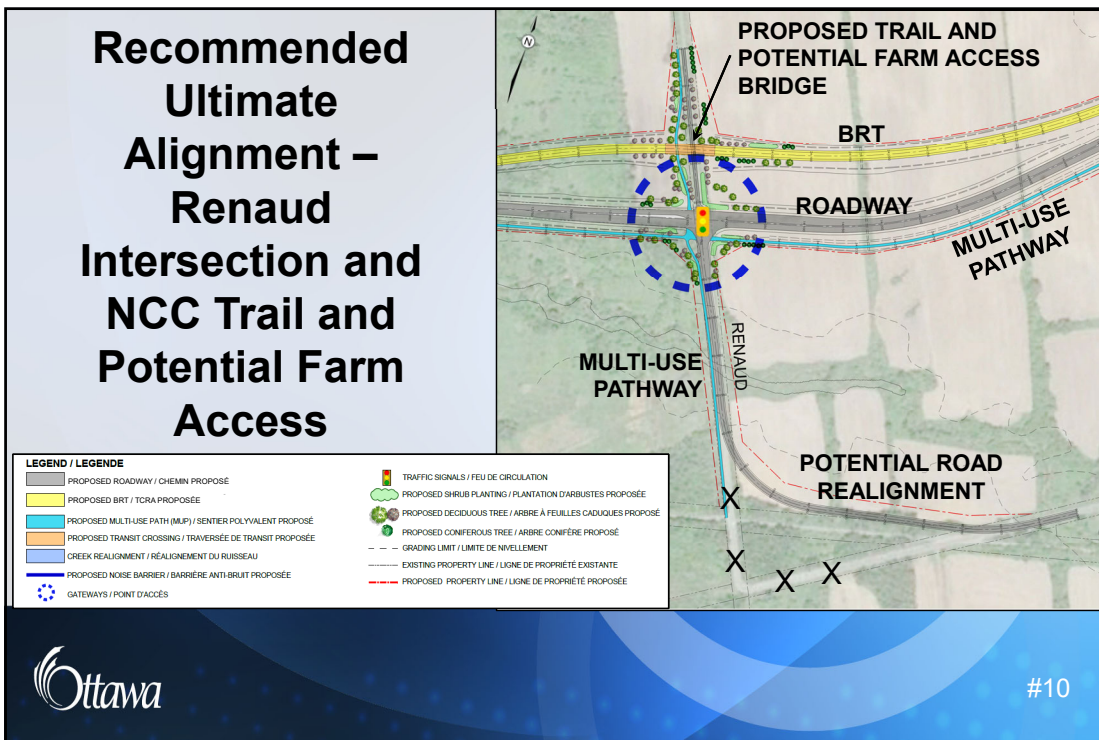 Recommended
Ultimate
Alignment –
Renaud
Intersection and
NCC Trail and
Potential Farm
Access
N
PROPOSED TRAIL AND
POTENTIAL FARM ACCESS
BRIDGE
BRT
ROADWAY
MULTI-USE
PATHWAY
MULTI-USE
PATHWAY
RENAUD
POTENTIAL ROAD
REALIGNMENT
X
X
X
X
LEGEND / LEGENDE
PROPOSED ROADWAY / CHEMIN PROPOSÉ
PROPOSED BRT / TCRA PROPOSÉE
PROPOSED MULTI-USE PATH (MUP) / SENTIER POLYVALENT PROPOSÉ
PROPOSED TRANSIT CROSSING / TRAVERSÉE DE TRANSIT PROPOSÉE
CREEK REALIGNMENT / RÉALIGNEMENT DU RUISSEAU
PROPOSED NOISE BARRIER / BARRIÈRE ANTI-BRUIT PROPOSÉE
GATEWAYS / POINT D'ACCÈS
TRAFFIC SIGNALS / FEU DE CIRCULATION
PROPOSED SHRUB PLANTING / PLANTATION D'ARBUSTES PROPOSÉE
PROPOSED DECIDUOUS TREE / ARBRE À FEUILLES CADUQUES PROPOSÉ
PROPOSED CONIFEROUS TREE / ARBRE CONIFÈRE PROPOSÉ
GRADING LIMIT / LIMITE DE NIVELLEMENT
EXISTING PROPERTY LINE / LIGNE DE PROPRIÉTÉ EXISTANTE
PROPOSED PROPERTY LINE / LIGNE DE PROPRIÉTÉ PROPOSÉE
Ottawa
#10